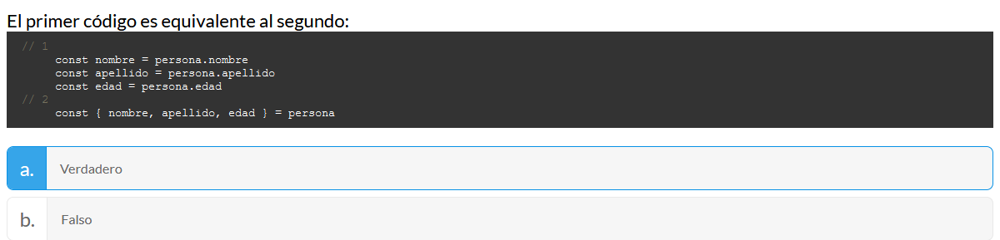 El primer código es equivalente al segundo:
// 1
const nombre = persona.nombre
const apellido = persona.apellido
const edad = persona.edad
// 2
const { nombre, apellido, edad } = persona
a. Verdadero
b. Falso